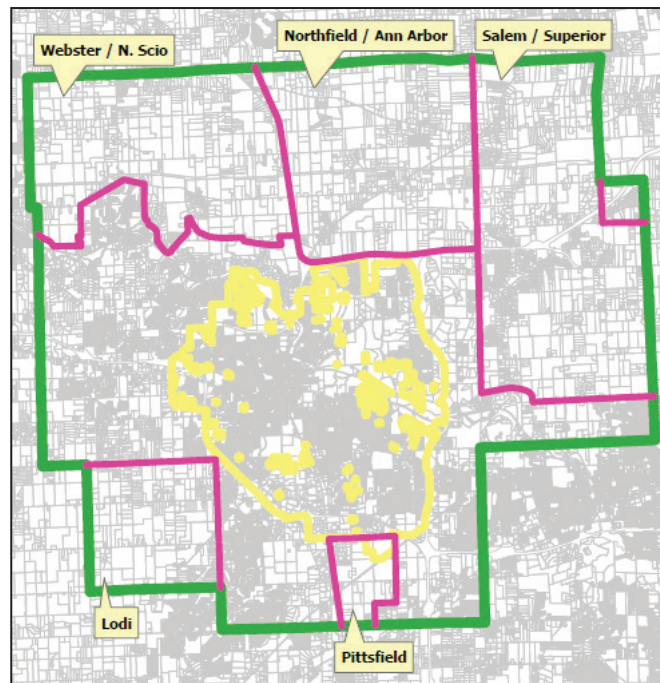 Webster / N. Scio
Northfield / Ann Arbor
Salem / Superior
Lodi
Pittsfield